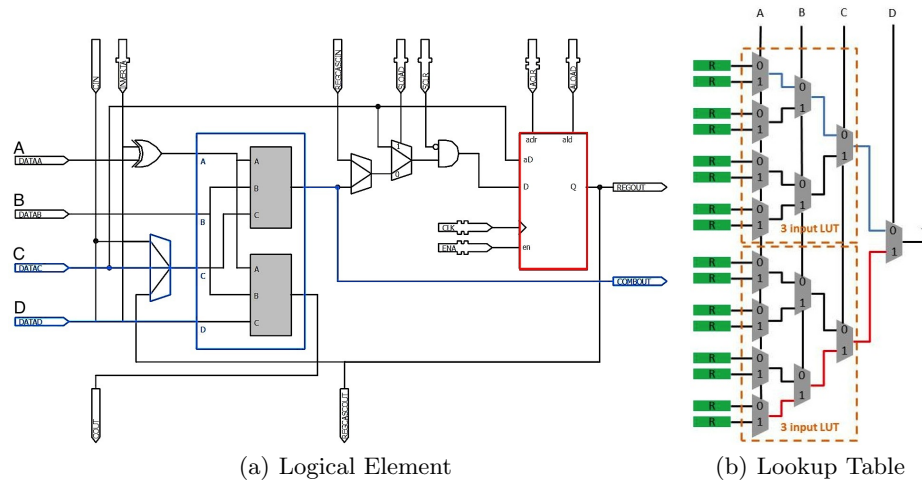 CIN
INVERTA
REGCASCIN
SLOAD
SCLR
ACLR
ALOAD
A
DATAA
B
DATAB
C
DATAC
D
DATAD
A
B
C
D
A
B
C
A
B
C
1
0
adr
ald
aD
D
Q
en
CLK
ENA
REGOUT
COMBOUT
COUT
REGCASCOUT
(a) Logical Element
A
B
C
D
R
R
R
R
R
R
R
R
0
1
0
1
0
1
0
1
0
1
0
1
0
1
3 input LUT
0
1
R
R
R
R
R
R
R
R
0
1
0
1
0
1
0
1
0
1
0
1
0
1
3 input LUT
(b) Lookup Table